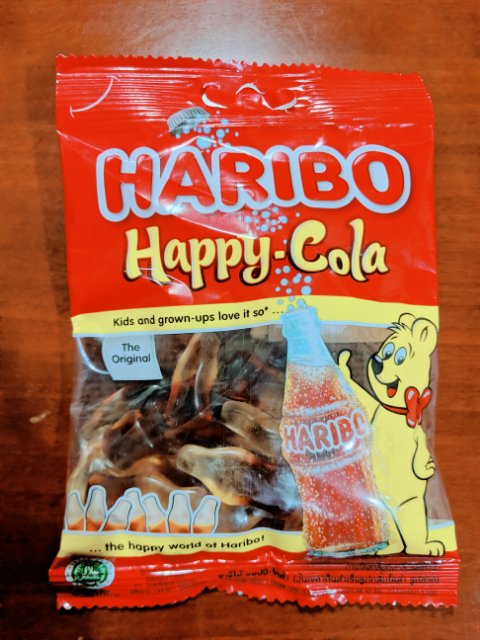 HARIBO
Happy-Cola
Kids and grown-ups love it so* ...
The
Original
HARIBO
... the happy world of Haribo!